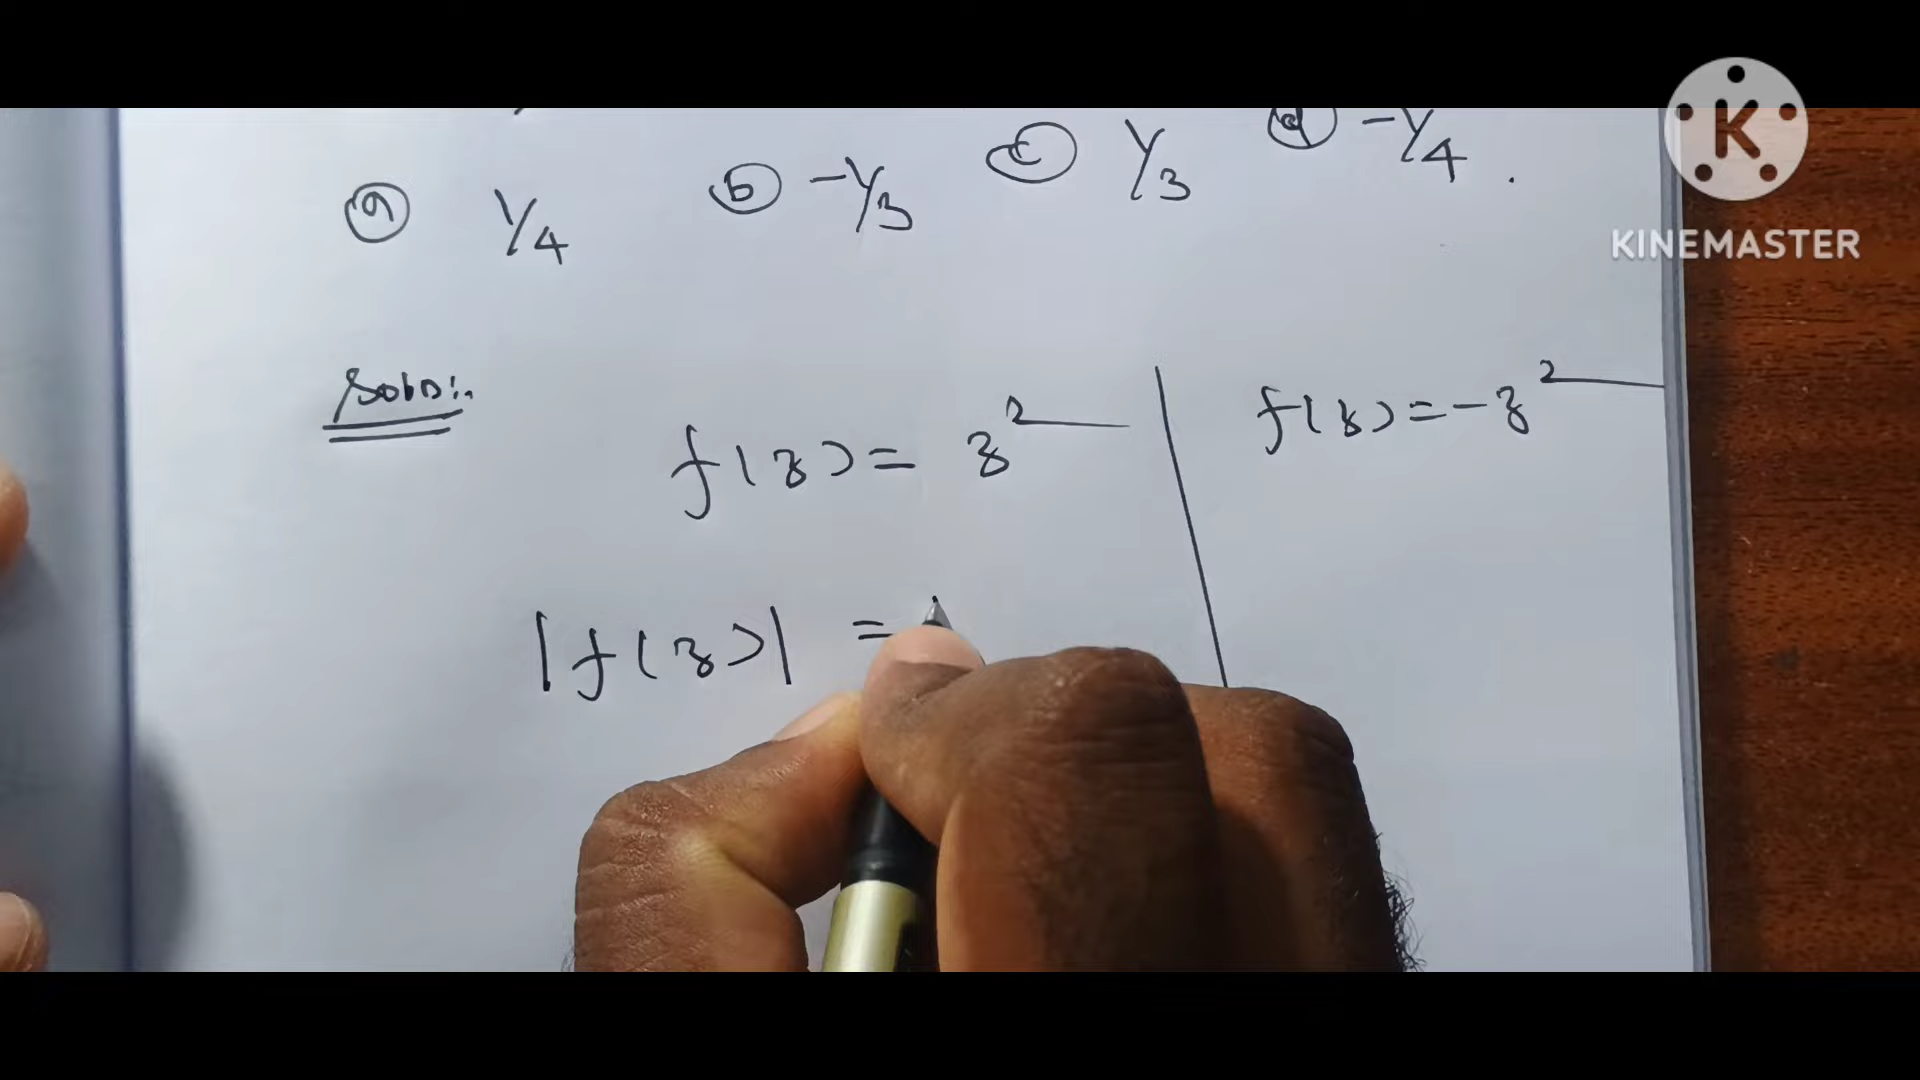 ⓐ 1/4 ⓑ -1/3 ⓒ 1/3 ⓓ -1/4 .
K
KINEMASTER
Soln:.
f(z) = z² f(z) = -z²
|f(z)| =